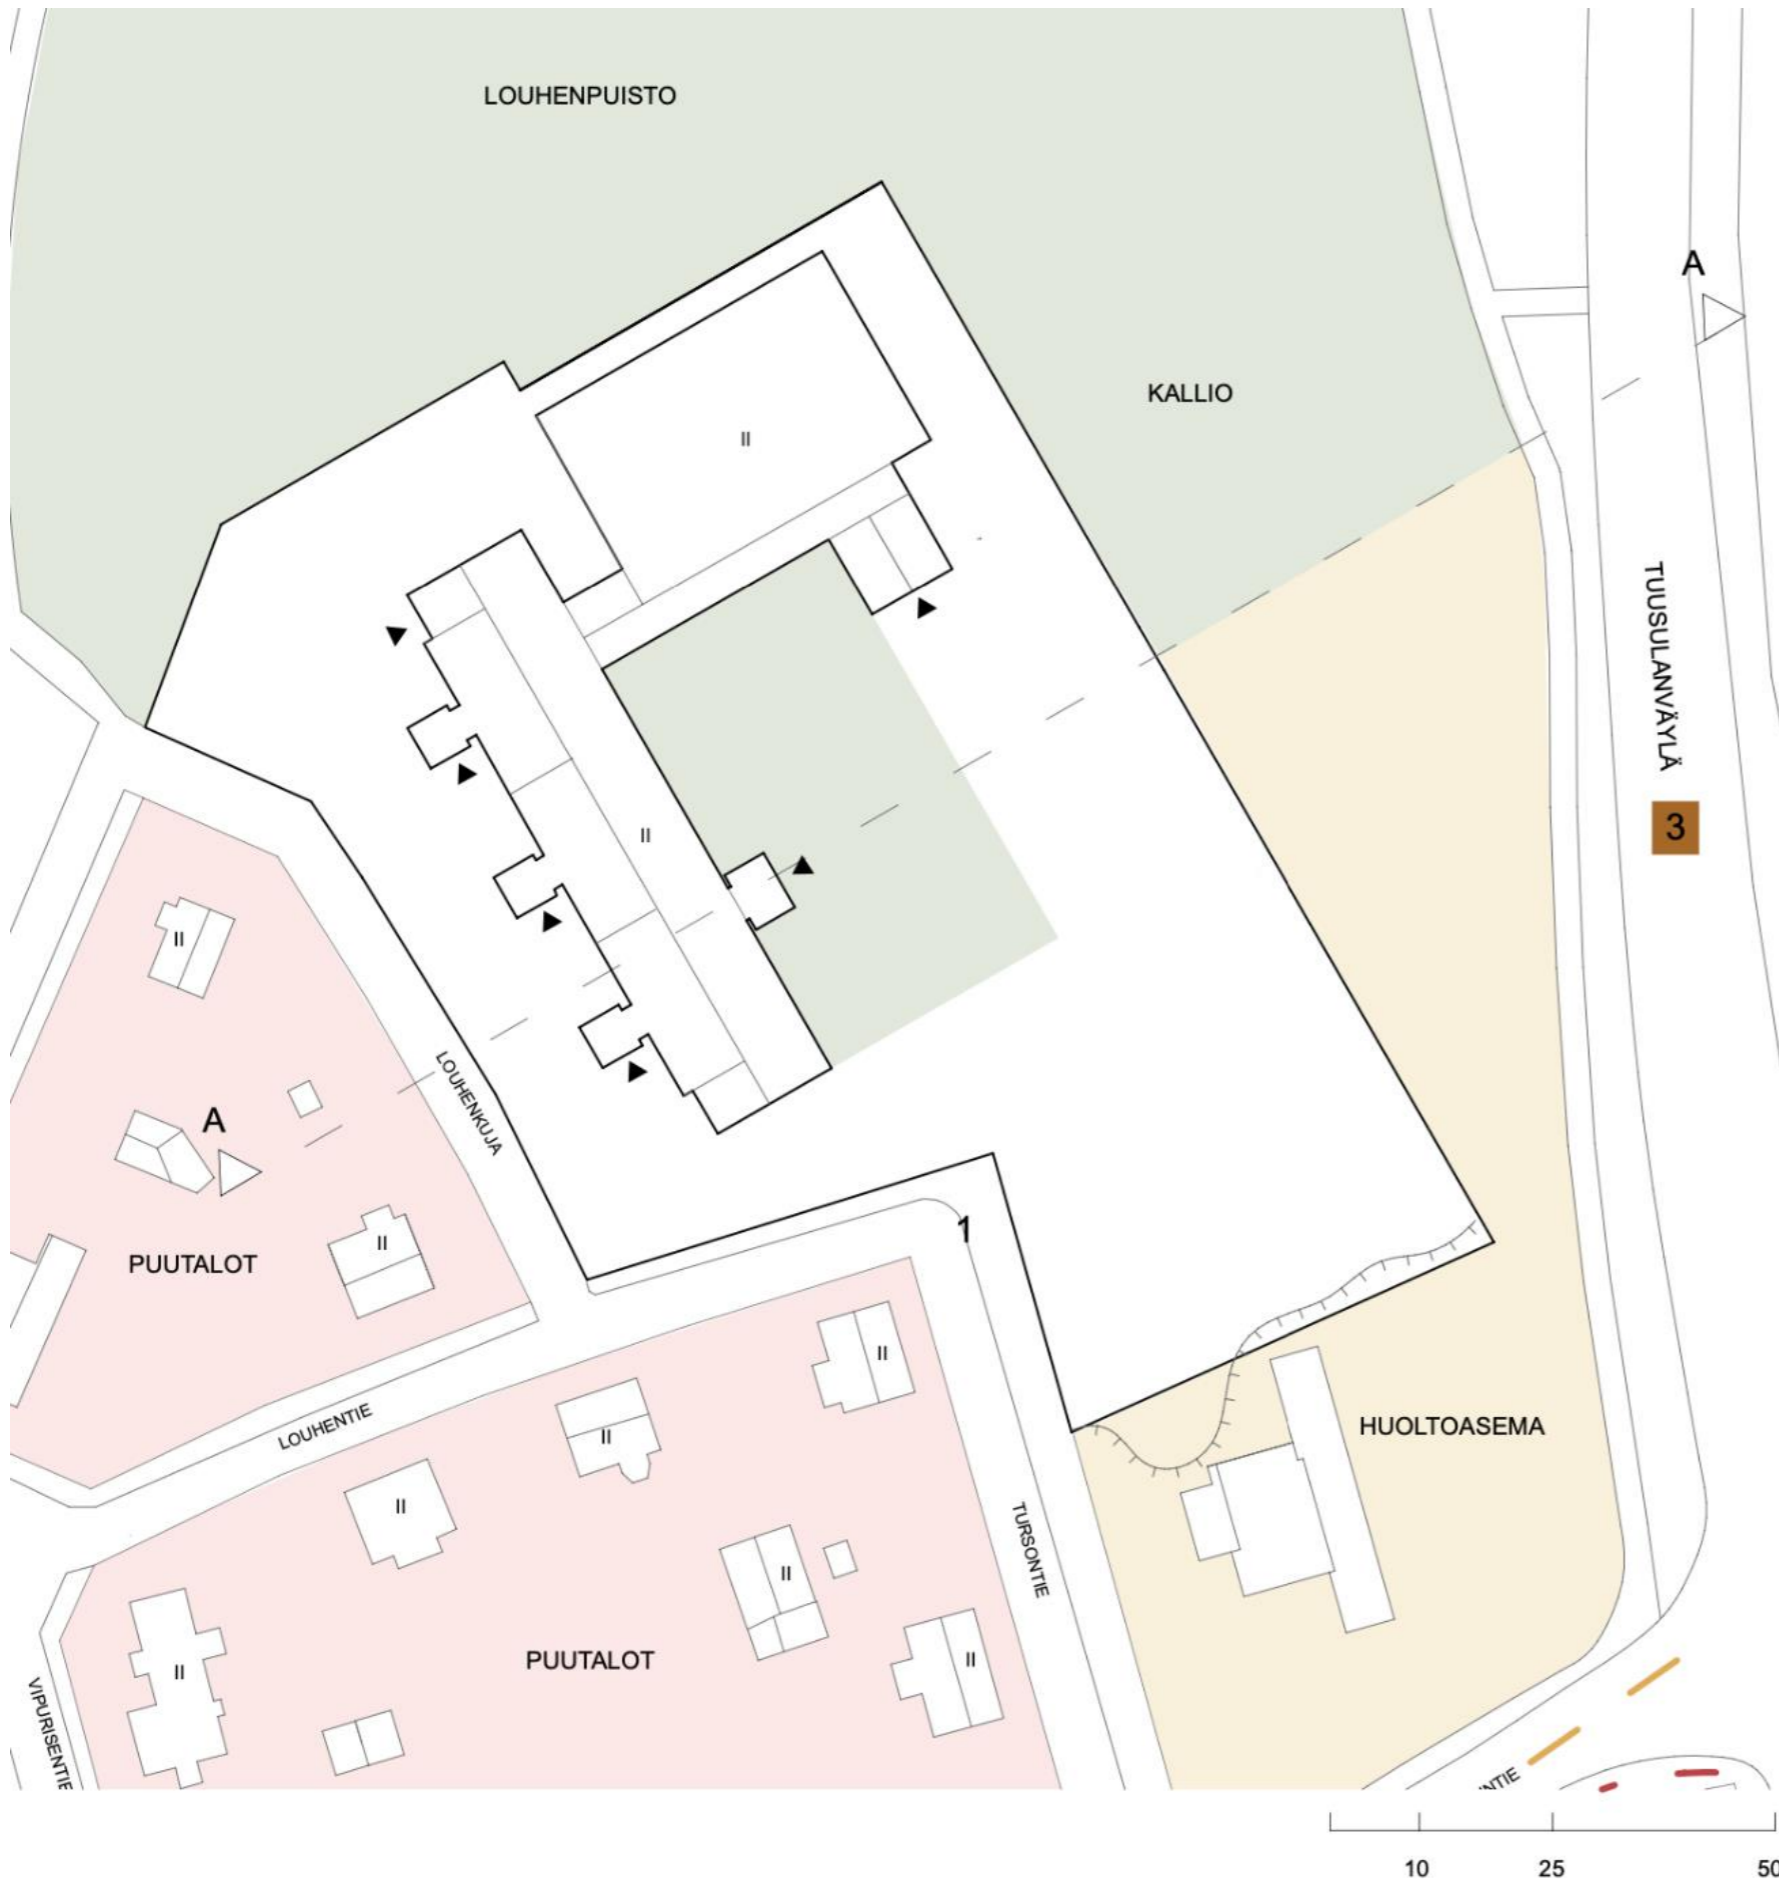 LOUHENPUISTO
A
KALLIO
II
TUUSULANVÄYLÄ
3
II
II
LOUHENKUJA
A
1
II
PUUTALOT
II
HUOLTOASEMA
LOUHENTIE
II
II
TURSONTIE
II
PUUTALOT
II
II
VIPURISENTIE
NTIE
10 25 50